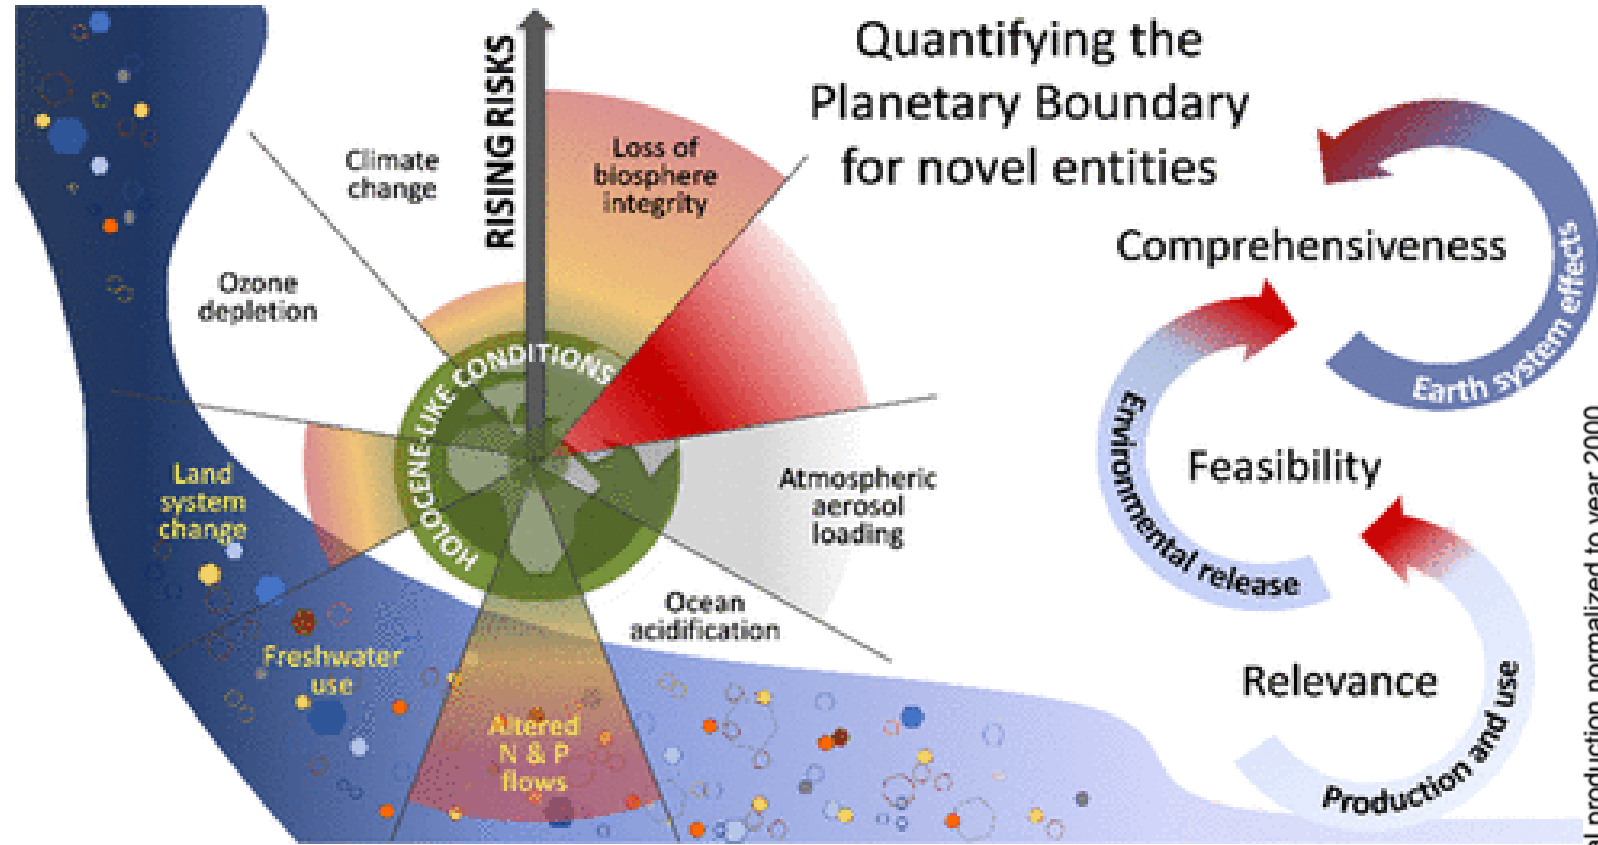 Quantifying the
Planetary Boundary
for novel entities
RISING RISKS
Climate
change
Loss of
biosphere
integrity
Ozone
depletion
HOLOCENE-LIKE CONDITIONS
Land
system
change
Atmospheric
aerosol
loading
Freshwater
use
Ocean
acidification
Altered
N & P
flows
Comprehensiveness
Earth system effects
Feasibility
Environmental release
Relevance
Production and use
production normalized to year 2000